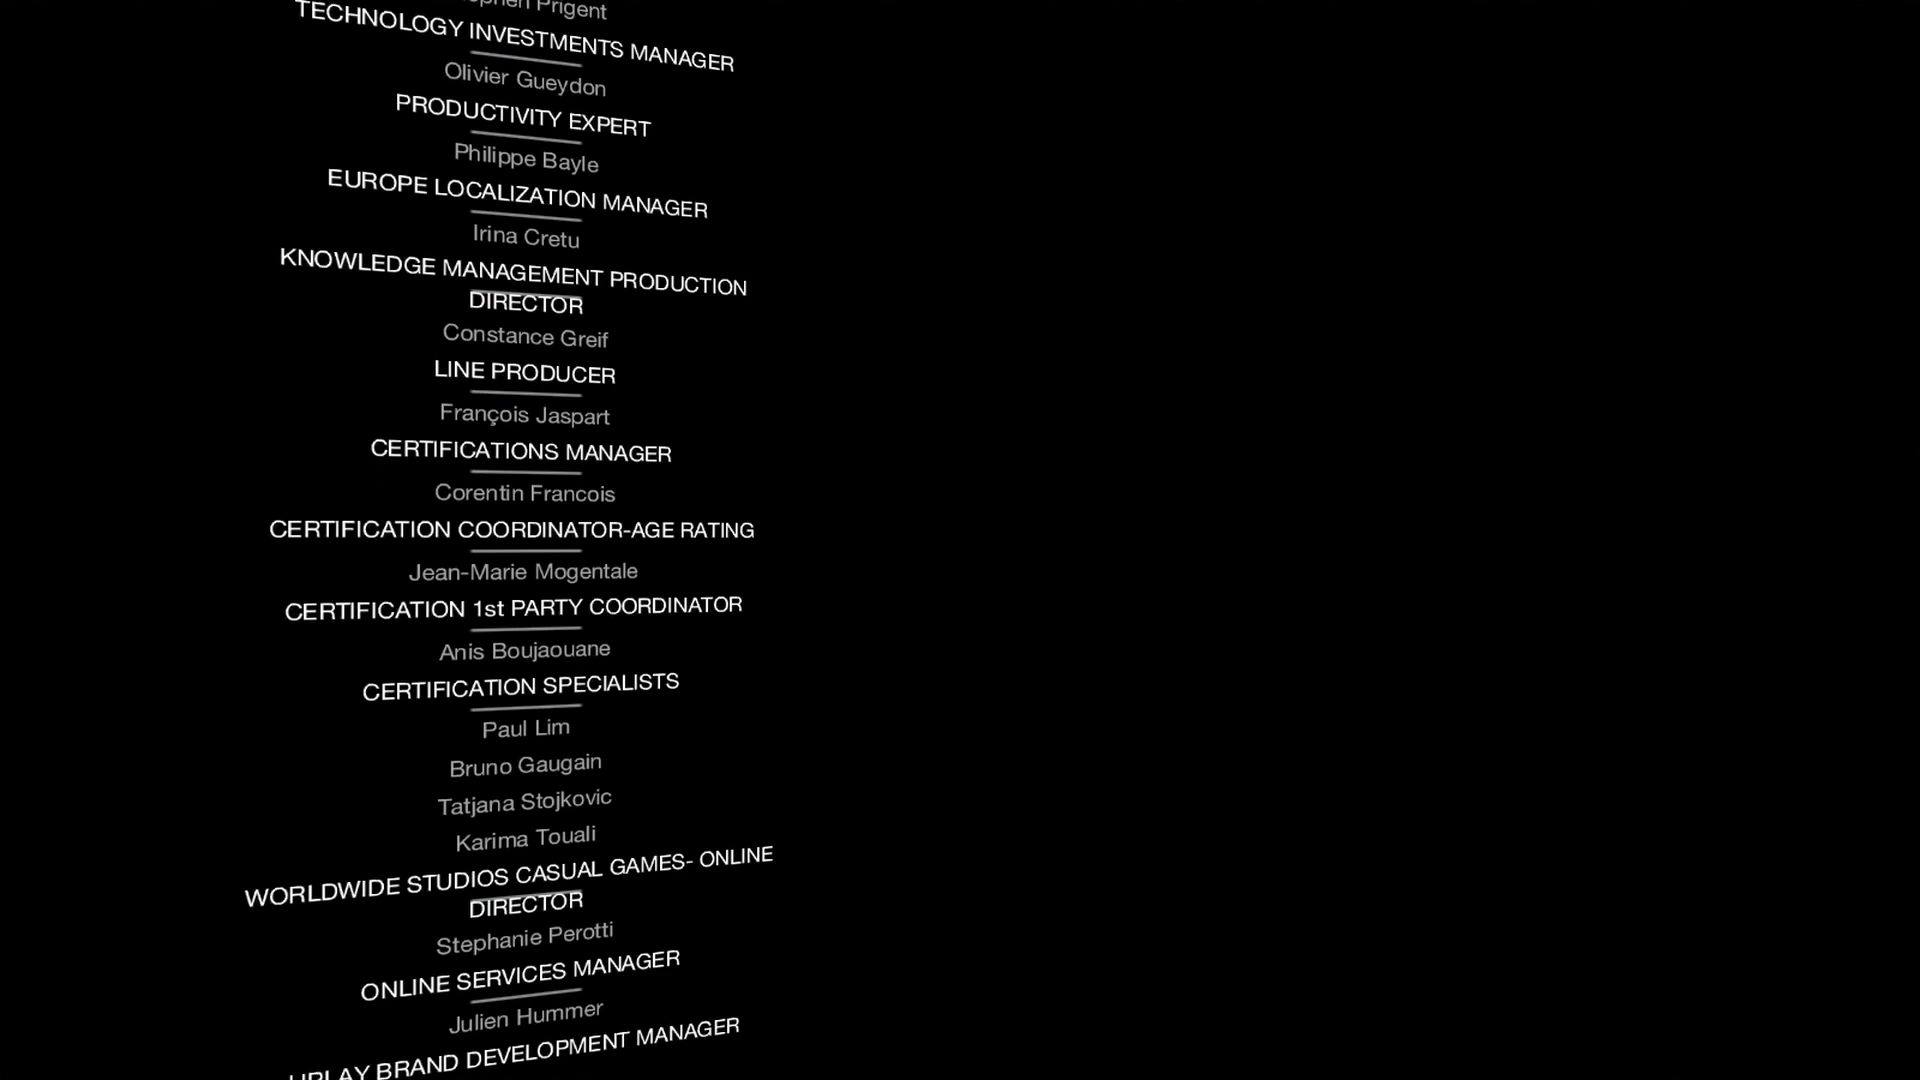 Prigent
TECHNOLOGY INVESTMENTS MANAGER
Olivier Gueydon
PRODUCTIVITY EXPERT
Philippe Bayle
EUROPE LOCALIZATION MANAGER
Irina Cretu
KNOWLEDGE MANAGEMENT PRODUCTION
DIRECTOR
Constance Greif
LINE PRODUCER
François Jaspart
CERTIFICATIONS MANAGER
Corentin Francois
CERTIFICATION COORDINATOR-AGE RATING
Jean-Marie Mogentale
CERTIFICATION 1st PARTY COORDINATOR
Anis Boujaouane
CERTIFICATION SPECIALISTS
Paul Lim
Bruno Gaugain
Tatjana Stojkovic
Karima Touali
WORLDWIDE STUDIOS CASUAL GAMES- ONLINE
DIRECTOR
Stephanie Perotti
ONLINE SERVICES MANAGER
Julien Hummer
UPLAY BRAND DEVELOPMENT MANAGER